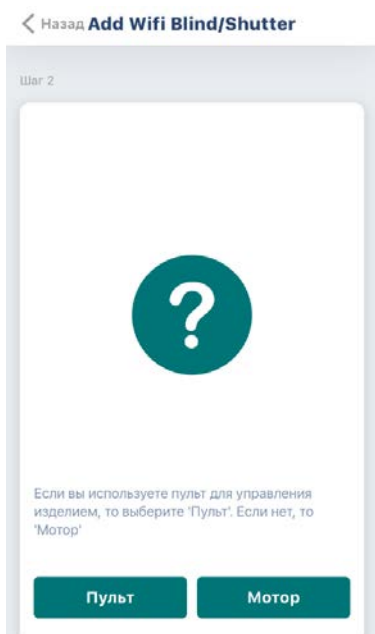 Назад Add Wifi Blind/Shutter
Шаг 2
?
Если вы используете пульт для управления
изделием, то выберите 'Пульт'. Если нет, то
'Мотор'
Пульт Мотор